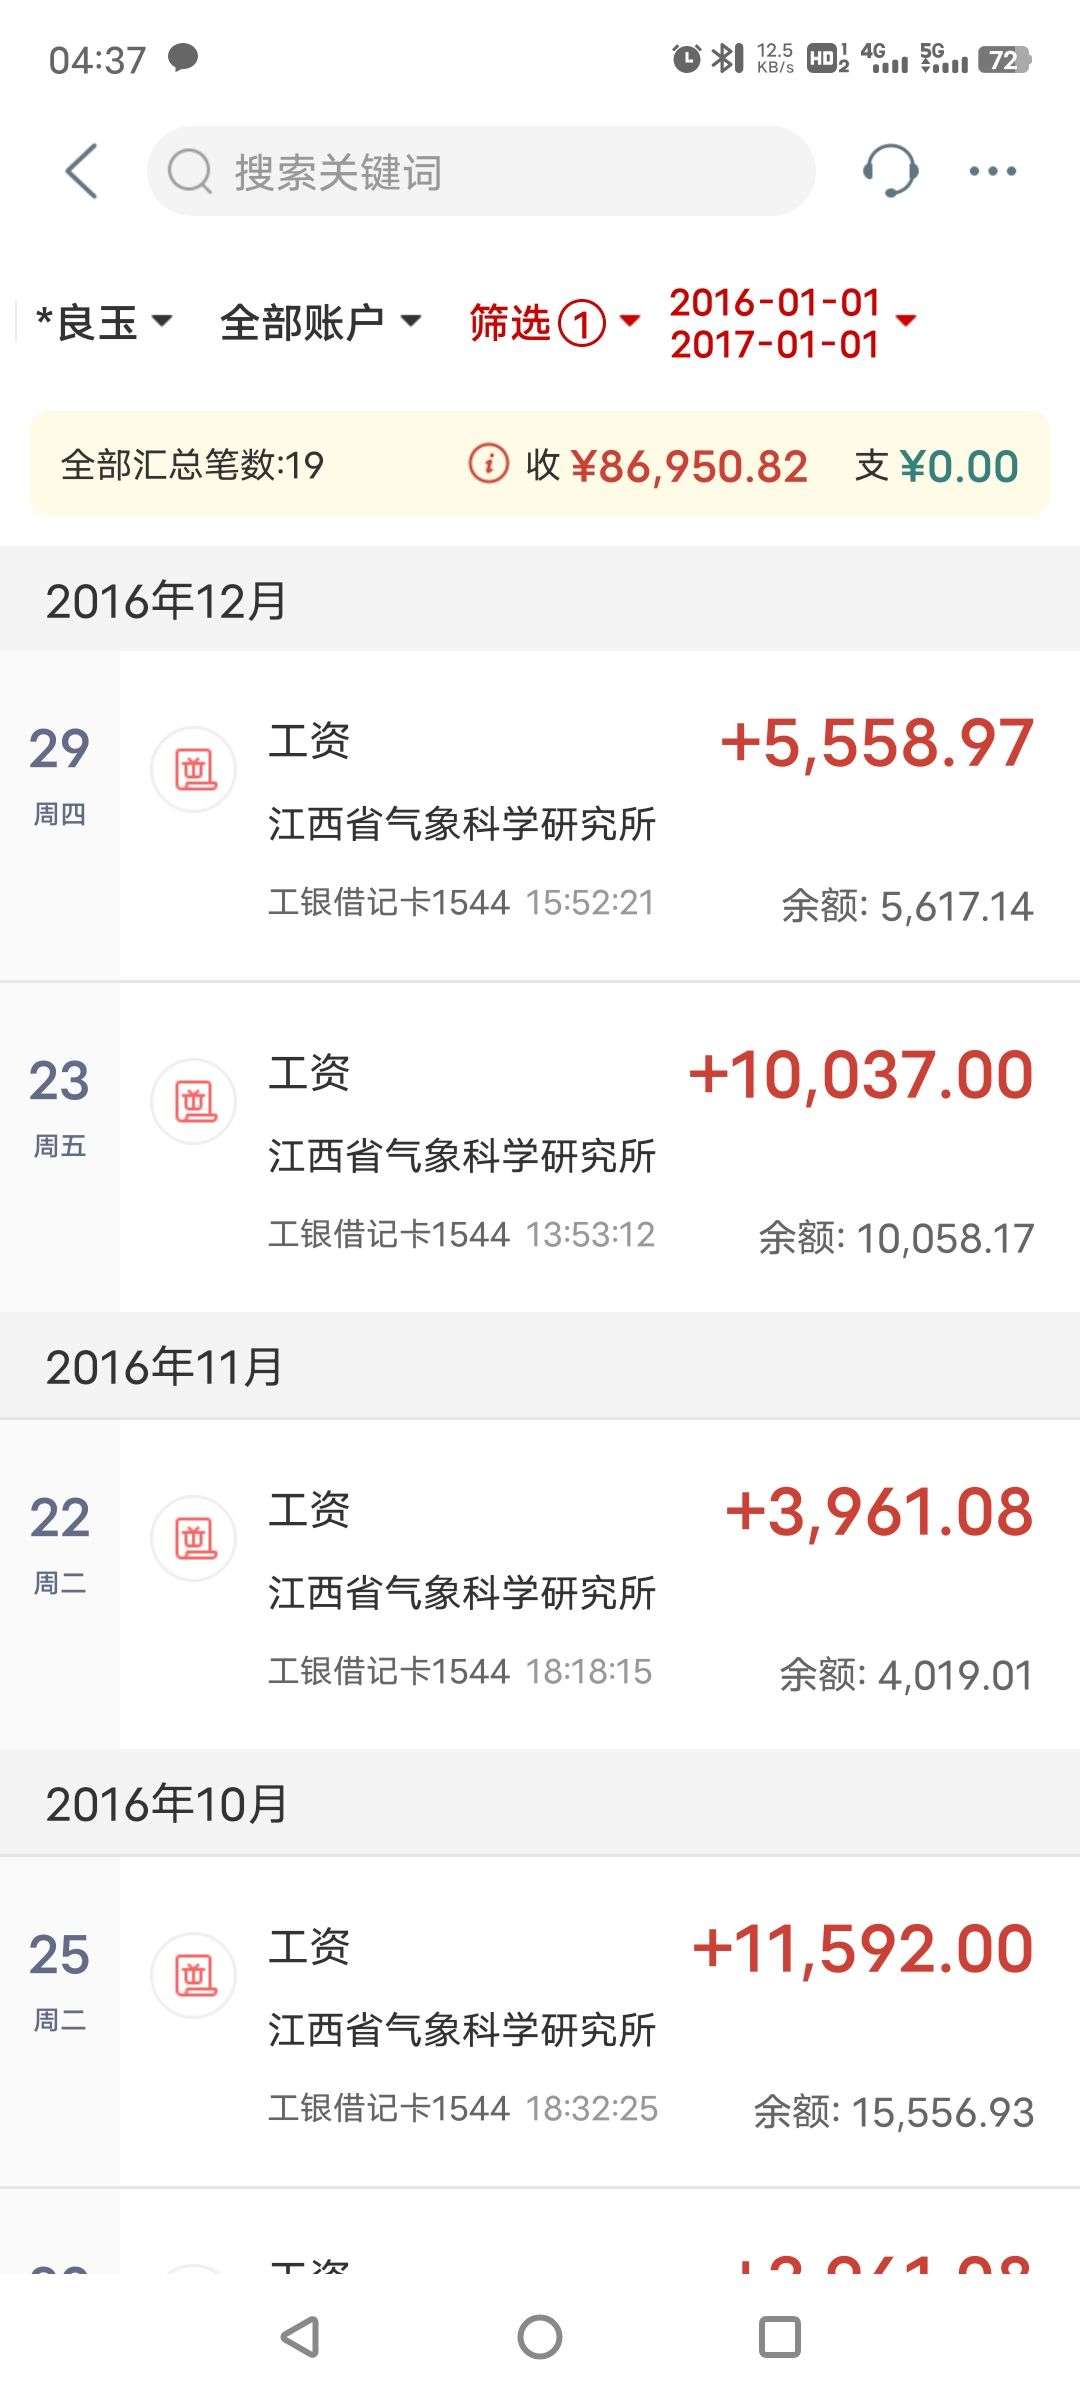 04:37
12.5 KB/s HD 1 2 4G 5G 72
搜索关键词
*良玉 全部账户 筛选① 2016-01-01
2017-01-01
全部汇总笔数:19 收 ¥86,950.82 支 ¥0.00
2016年12月
29 工资 +5,558.97
周四 江西省气象科学研究所
工银借记卡1544 15:52:21 余额: 5,617.14
23 工资 +10,037.00
周五 江西省气象科学研究所
工银借记卡1544 13:53:12 余额: 10,058.17
2016年11月
22 工资 +3,961.08
周二 江西省气象科学研究所
工银借记卡1544 18:18:15 余额: 4,019.01
2016年10月
25 工资 +11,592.00
周二 江西省气象科学研究所
工银借记卡1544 18:32:25 余额: 15,556.93
工资 +3,961.08